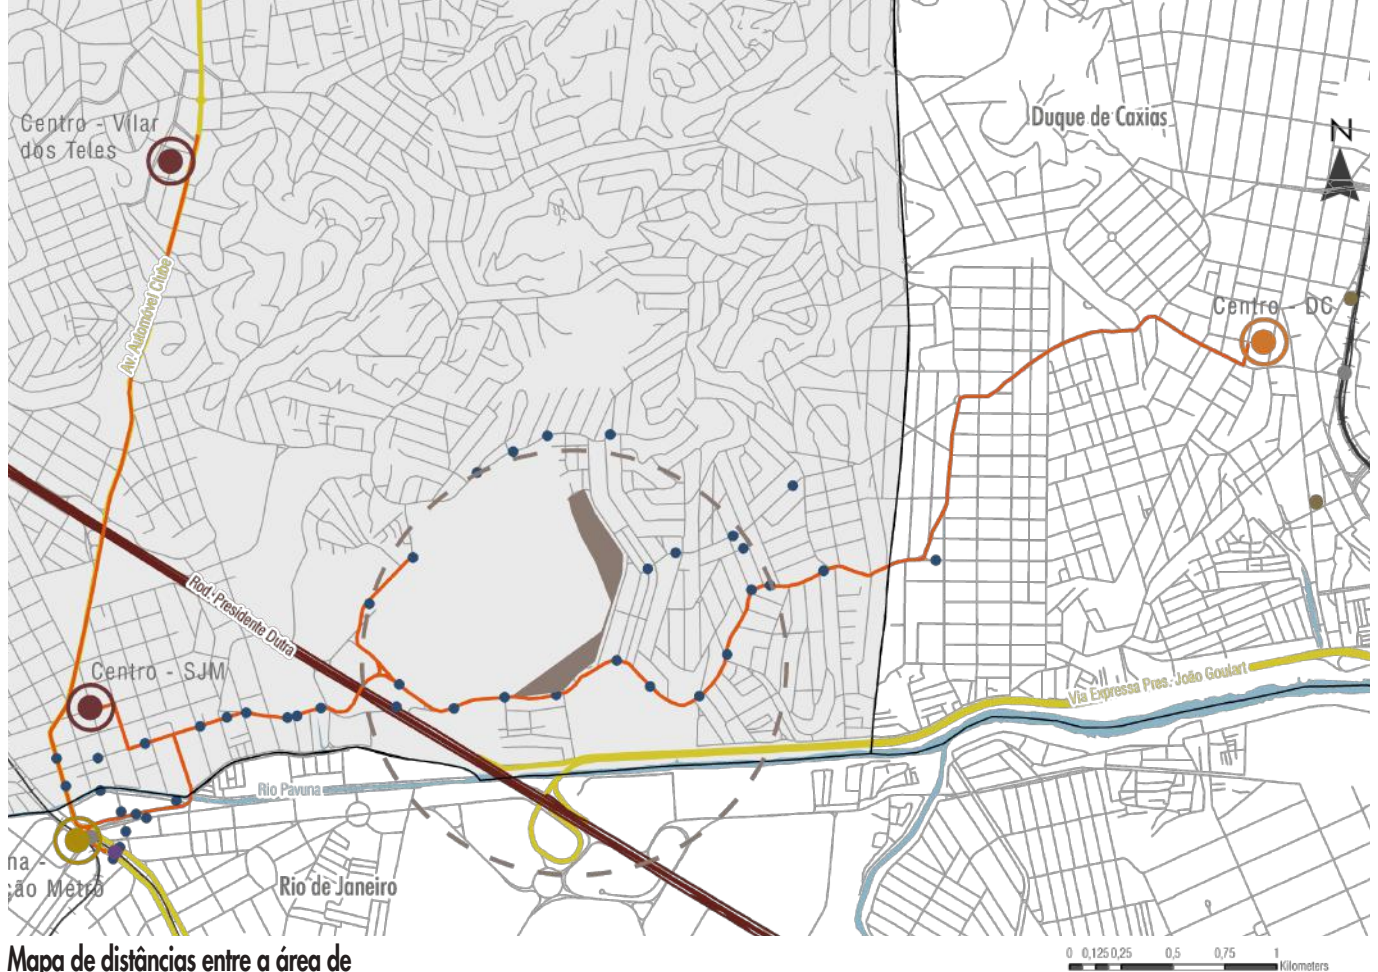 Centro - Vilar
dos Teles
Duque de Caxias
N
Av. Automóvel Clube
Centro - DC
Rod. Presidente Dutra
Centro - SJM
Via Expressa Pres. João Goulart
Rio Pavuna
na -
ção Metrô
Rio de Janeiro
Mapa de distâncias entre a área de
0 0,125 0,25 0,5 0,75 1
Kilometers